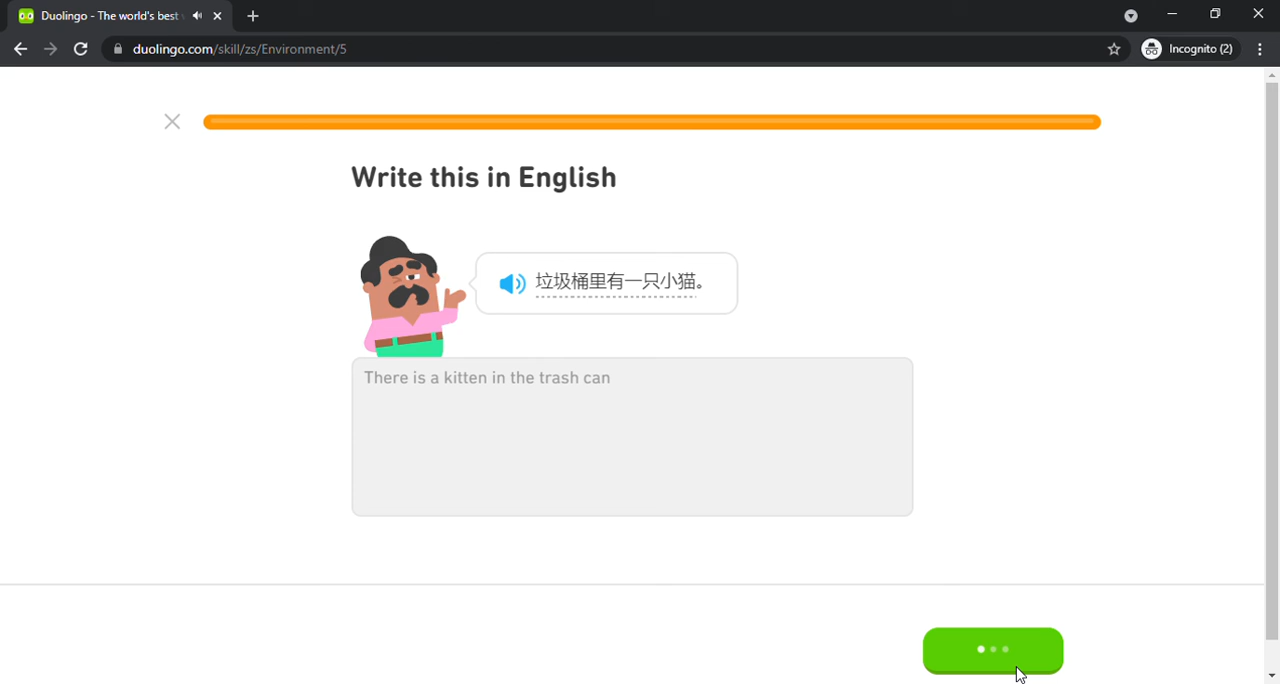 Duolingo - The world's best
duolingo.com/skill/zs/Environment/5
Incognito (2)
Write this in English
垃圾桶里有一只小猫。
There is a kitten in the trash can